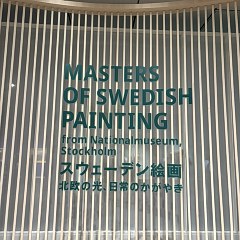 MASTERS
OF SWEDISH
PAINTING
from Nationalmuseum,
Stockholm
スウェーデン絵画
北欧の光、日常のかがやき